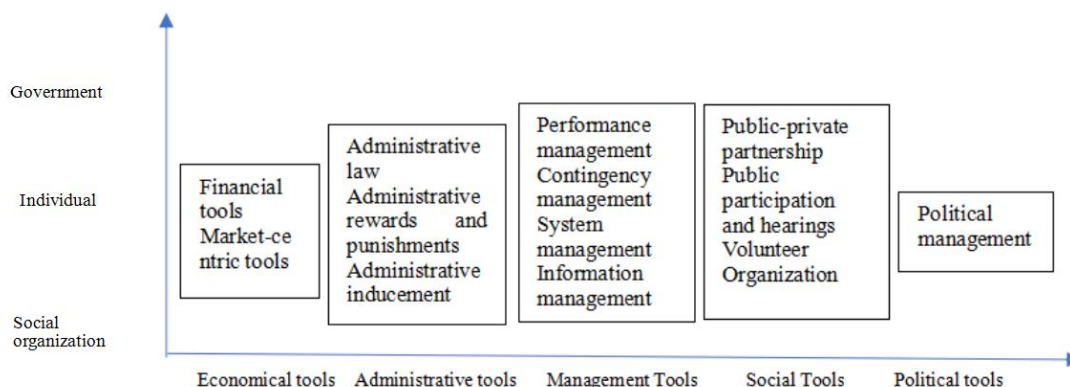 Government
Individual
Social
organization
Financial
tools
Market-ce
ntric tools
Administrative
law
Administrative
rewards and
punishments
Administrative
inducement
Performance
management
Contingency
management
System
management
Information
management
Public-private
partnership
Public
participation
and hearings
Volunteer
Organization
Political
management
Economical tools
Administrative tools
Management Tools
Social Tools
Political tools